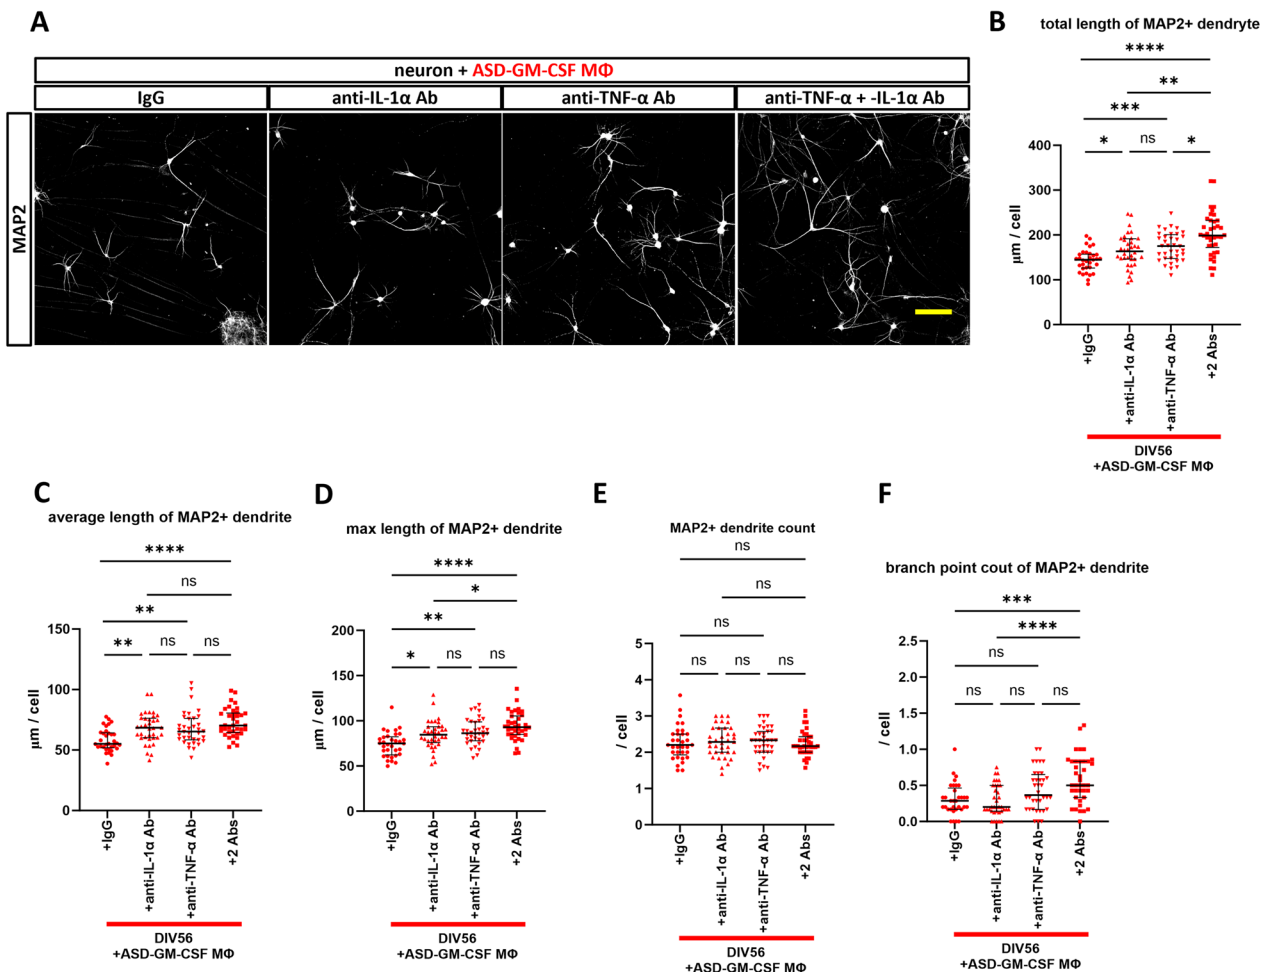 A
neuron + ASD-GM-CSF MΦ
IgG
anti-IL-1α Ab
anti-TNF-α Ab
anti-TNF-α + -IL-1α Ab
MAP2
B
total length of MAP2+ dendryte
****
**
***
* ns *
400
300
200
100
0
µm / cell
+IgG
+anti-IL-1α Ab
+anti-TNF-α Ab
+2 Abs
DIV56
+ASD-GM-CSF MΦ
C
average length of MAP2+ dendrite
****
ns
**
** ns ns
150
100
50
0
µm / cell
+IgG
+anti-IL-1α Ab
+anti-TNF-α Ab
+2 Abs
DIV56
+ASD-GM-CSF MΦ
D
max length of MAP2+ dendrite
****
*
**
* ns ns
200
150
100
50
0
µm / cell
+IgG
+anti-IL-1α Ab
+anti-TNF-α Ab
+2 Abs
DIV56
+ASD-GM-CSF MΦ
E
MAP2+ dendrite count
ns
ns
ns
ns ns ns
5
4
3
2
1
0
/ cell
+IgG
+anti-IL-1α Ab
+anti-TNF-α Ab
+2 Abs
DIV56
+ASD-GM-CSF MΦ
F
branch point cout of MAP2+ dendrite
***
****
ns
ns ns ns
2.5
2.0
1.5
1.0
0.5
0.0
/ cell
+IgG
+anti-IL-1α Ab
+anti-TNF-α Ab
+2 Abs
DIV56
+ASD-GM-CSF MΦ